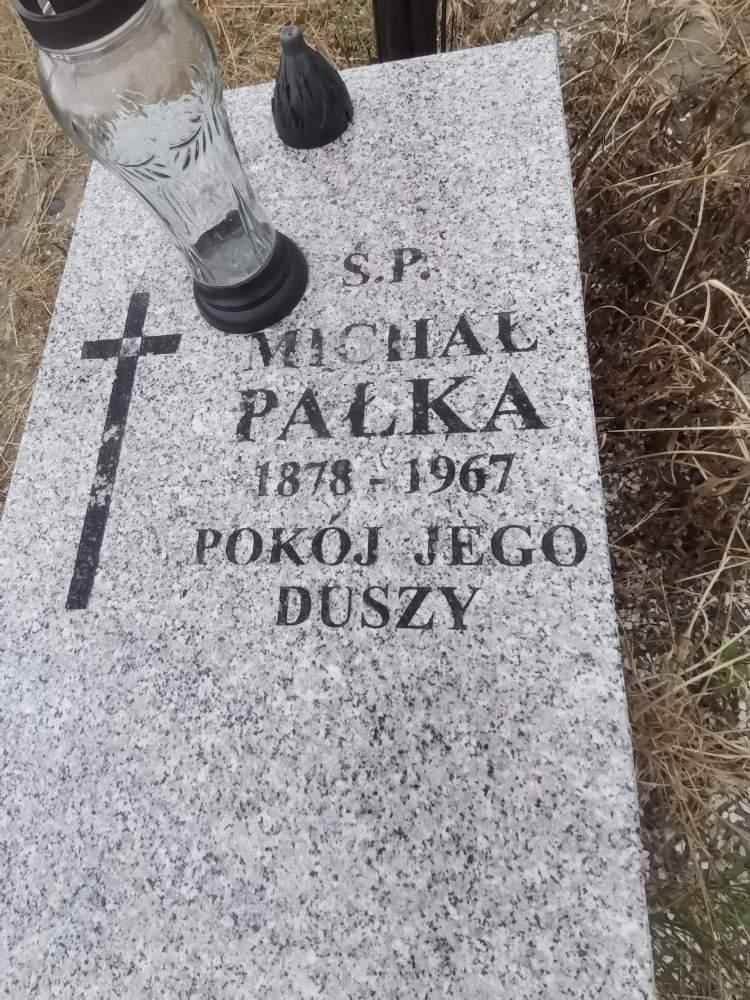 Ś.P.
MICHAŁ
PAŁKA
1878 - 1967
POKÓJ JEGO
DUSZY